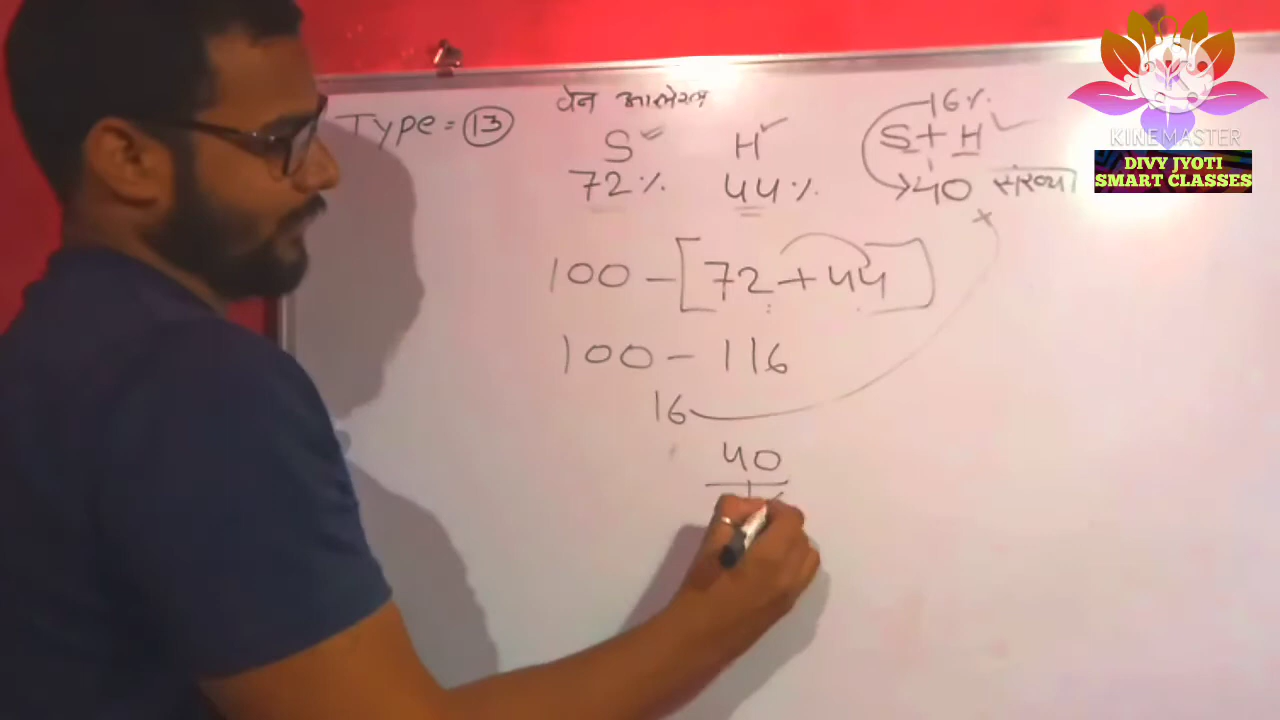 Type = 13
वेन आलेख
S H
72% 44%
16%
S + H
40 संख्या
100 - [72 + 44]
100 - 116
16
40
KINEMASTER
DIVY JYOTI
SMART CLASSES